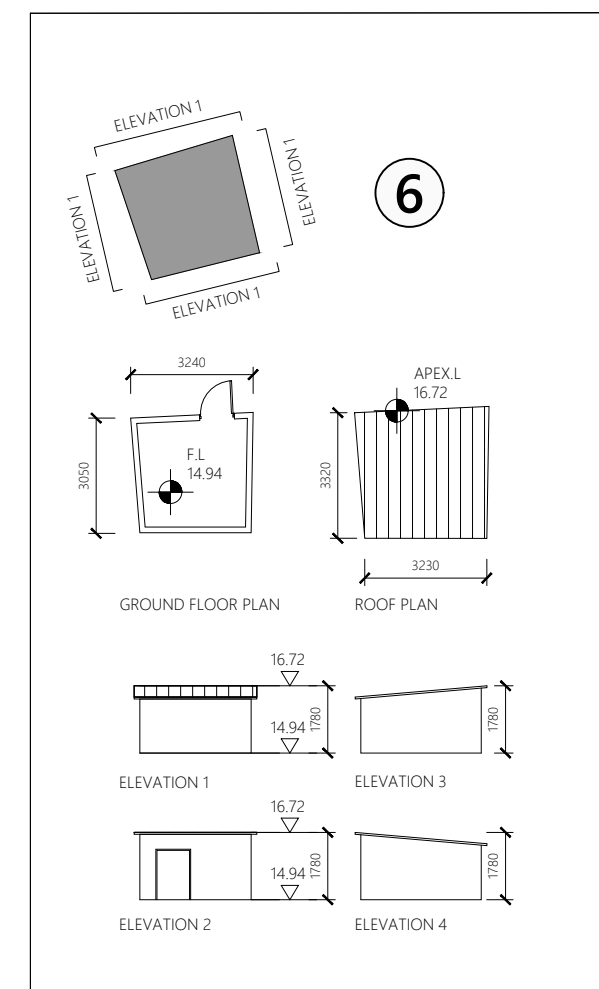 ELEVATION 1
ELEVATION 1
ELEVATION 1
ELEVATION 1
6
3240
3050
F.L
14.94
GROUND FLOOR PLAN
APEX.L
16.72
3320
3230
ROOF PLAN
16.72
14.94
1780
ELEVATION 1
1780
ELEVATION 3
16.72
14.94
1780
ELEVATION 2
1780
ELEVATION 4